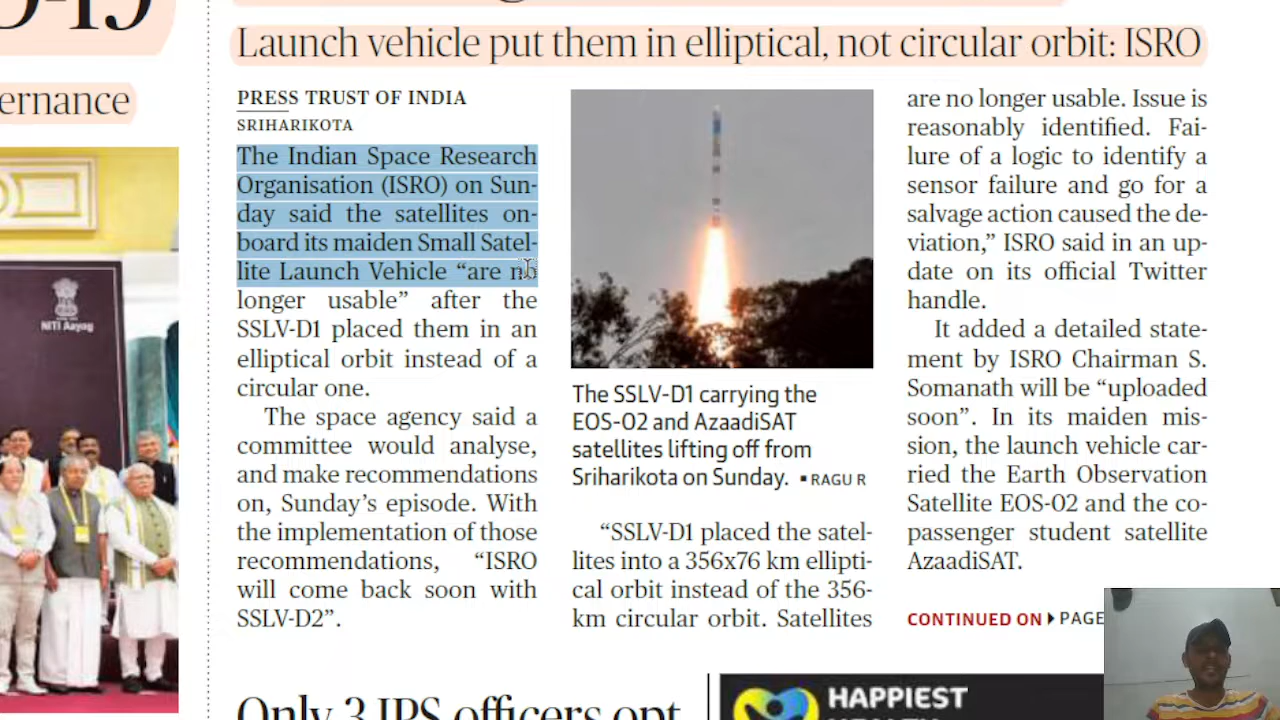 Launch vehicle put them in elliptical, not circular orbit: ISRO
ernance
NITI Aayog
PRESS TRUST OF INDIA
SRIHARIKOTA
The Indian Space Research
Organisation (ISRO) on Sun-
day said the satellites on-
board its maiden Small Satel-
lite Launch Vehicle “are no
longer usable” after the
SSLV-D1 placed them in an
elliptical orbit instead of a
circular one.
The space agency said a
committee would analyse,
and make recommendations
on, Sunday’s episode. With
the implementation of those
recommendations, “ISRO
will come back soon with
SSLV-D2”.
The SSLV-D1 carrying the
EOS-02 and AzaadiSAT
satellites lifting off from
Sriharikota on Sunday. ▪ RAGU R
“SSLV-D1 placed the satel-
lites into a 356x76 km ellipti-
cal orbit instead of the 356-
km circular orbit. Satellites
are no longer usable. Issue is
reasonably identified. Fai-
lure of a logic to identify a
sensor failure and go for a
salvage action caused the de-
viation,” ISRO said in an up-
date on its official Twitter
handle.
It added a detailed state-
ment by ISRO Chairman S.
Somanath will be “uploaded
soon”. In its maiden mis-
sion, the launch vehicle car-
ried the Earth Observation
Satellite EOS-02 and the co-
passenger student satellite
AzaadiSAT.
CONTINUED ON PAGE
Only 3 IPS officers opt
HAPPIEST
HEALTH